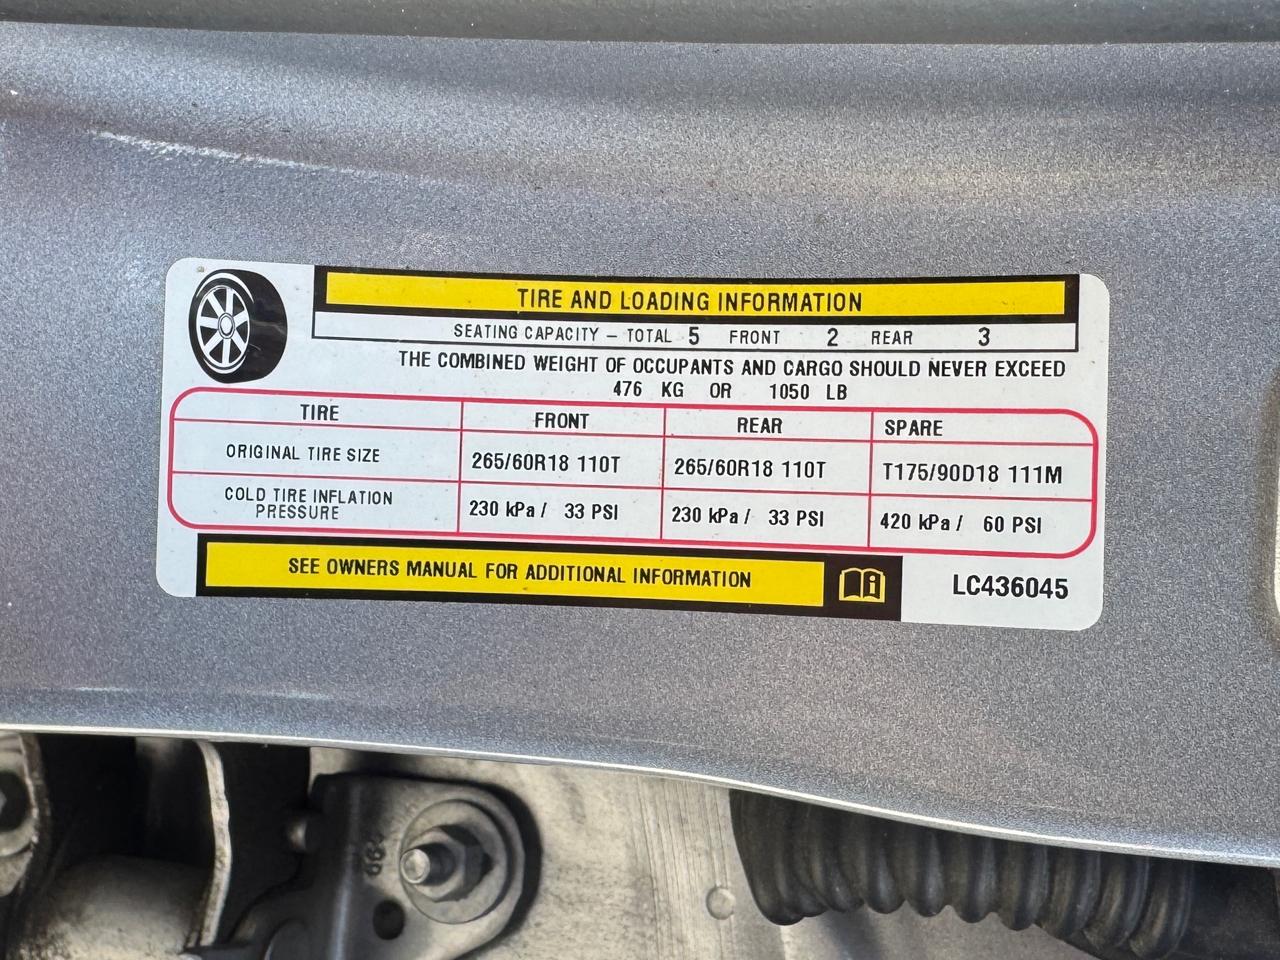 TIRE AND LOADING INFORMATION
SEATING CAPACITY – TOTAL 5 FRONT 2 REAR 3
THE COMBINED WEIGHT OF OCCUPANTS AND CARGO SHOULD NEVER EXCEED
476 KG OR 1050 LB
TIRE FRONT REAR SPARE
ORIGINAL TIRE SIZE 265/60R18 110T 265/60R18 110T T175/90D18 111M
COLD TIRE INFLATION
PRESSURE 230 kPa / 33 PSI 230 kPa / 33 PSI 420 kPa / 60 PSI
SEE OWNERS MANUAL FOR ADDITIONAL INFORMATION
LC436045